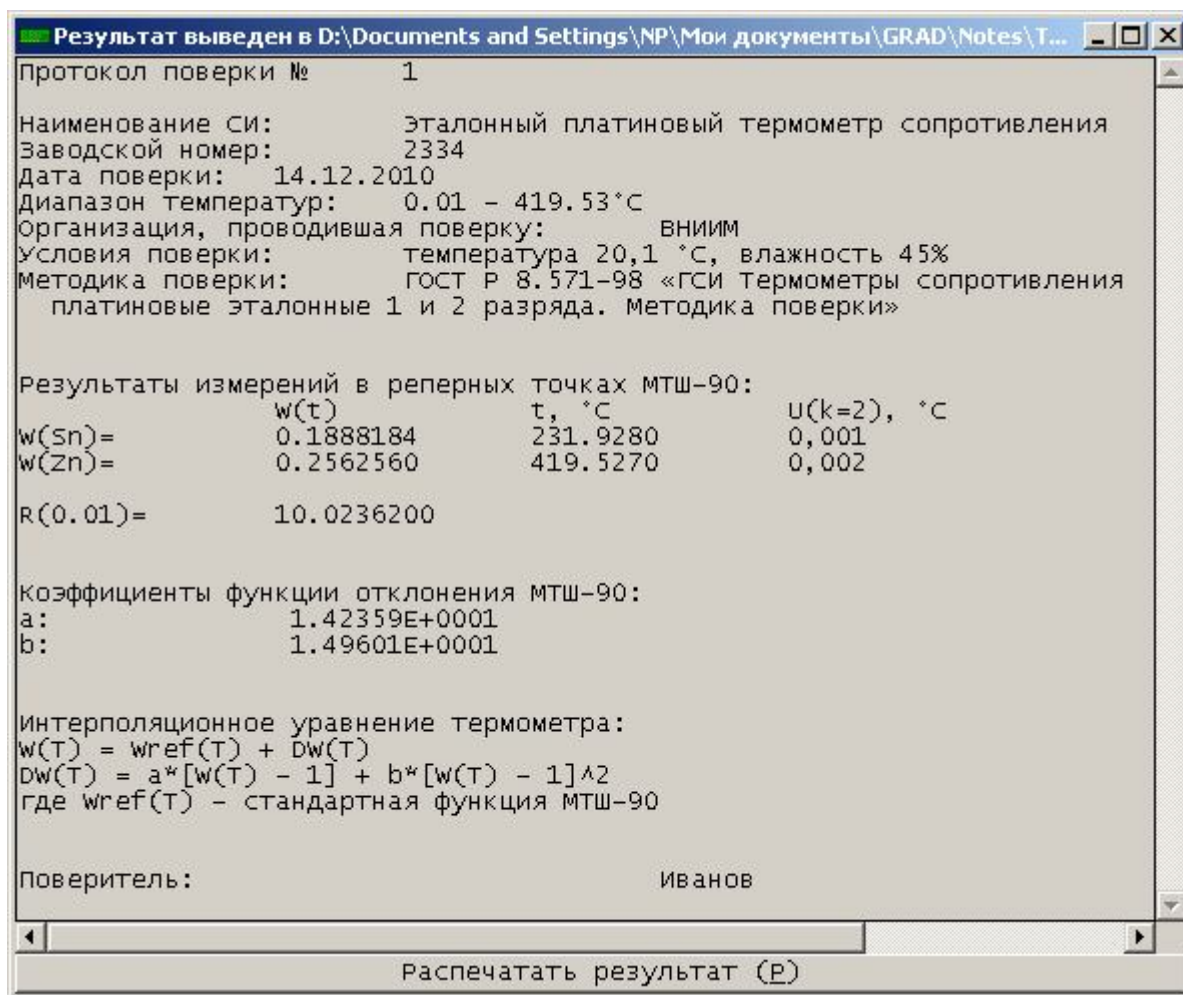 Результат выведен в D:\Documents and Settings\NP\Мои документы\GRAD\Notes\T...
Протокол поверки № 1
Наименование СИ: Эталонный платиновый термометр сопротивления
Заводской номер: 2334
Дата поверки: 14.12.2010
Диапазон температур: 0.01 - 419.53°C
Организация, проводившая поверку: ВНИИМ
Условия поверки: температура 20,1 °C, влажность 45%
Методика поверки: ГОСТ Р 8.571-98 «ГСИ Термометры сопротивления
платиновые эталонные 1 и 2 разряда. Методика поверки»
Результаты измерений в реперных точках МТШ-90:
W(t) t, °C U(k=2), °C
W(Sn)= 0.1888184 231.9280 0,001
W(Zn)= 0.2562560 419.5270 0,002
R(0.01)= 10.0236200
Коэффициенты функции отклонения МТШ-90:
a: 1.42359E+0001
b: 1.49601E+0001
Интерполяционное уравнение термометра:
W(T) = Wref(T) + DW(T)
DW(T) = a*[W(T) - 1] + b*[W(T) - 1]^2
где Wref(T) - стандартная функция МТШ-90
Поверитель: Иванов
Распечатать результат (P)